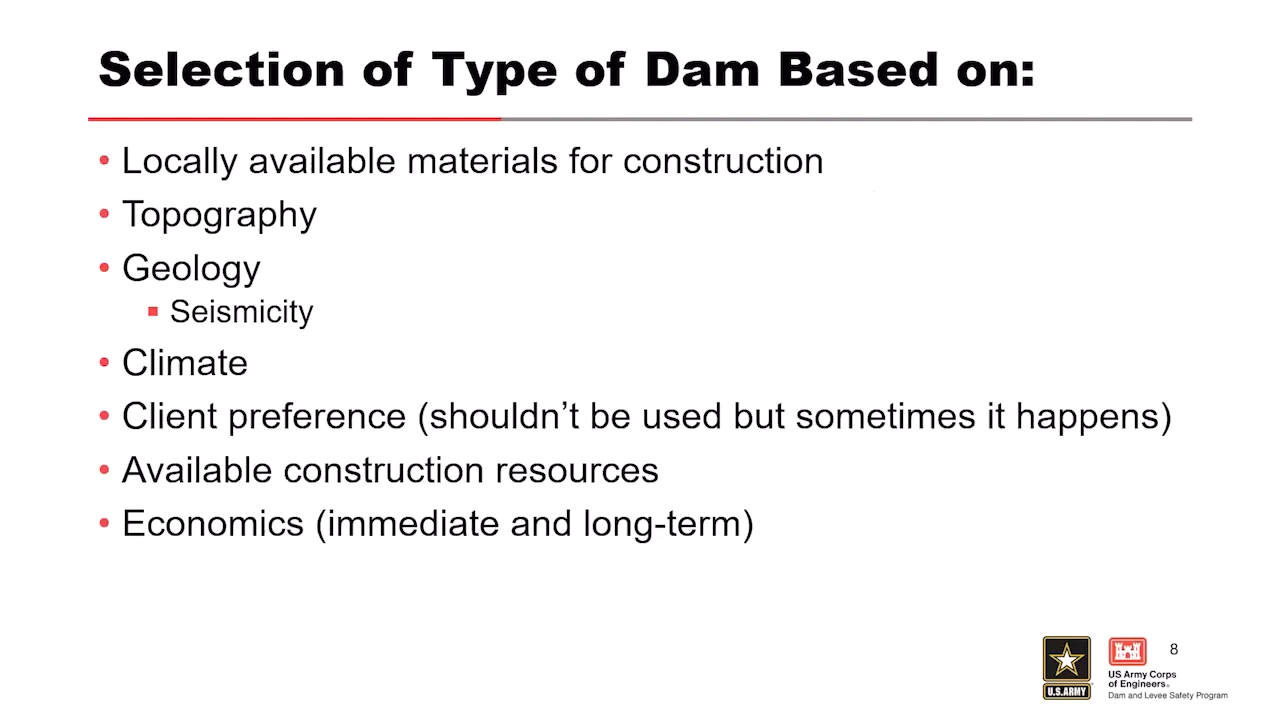 Selection of Type of Dam Based on:
• Locally available materials for construction
• Topography
• Geology
▪ Seismicity
• Climate
• Client preference (shouldn’t be used but sometimes it happens)
• Available construction resources
• Economics (immediate and long-term)
8
U.S.ARMY
US Army Corps
of Engineers®
Dam and Levee Safety Program